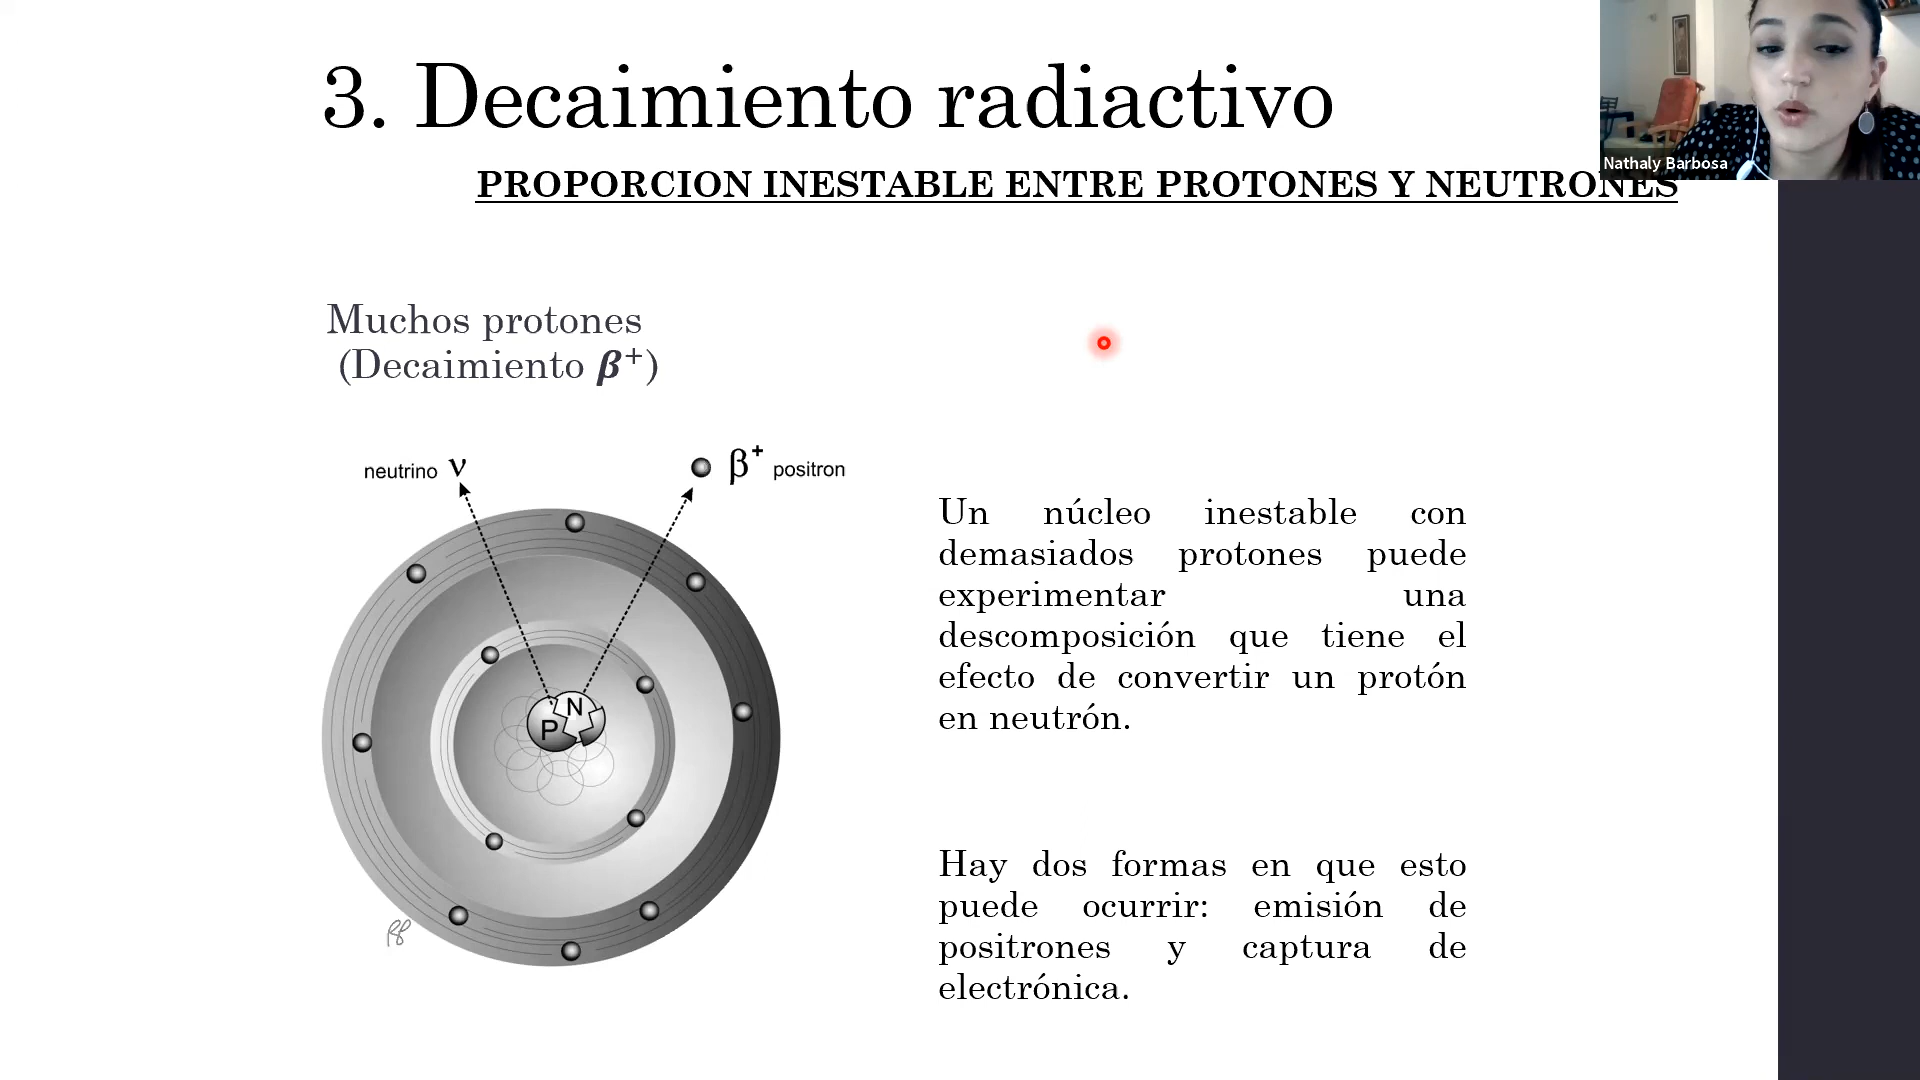 3. Decaimiento radiactivo
Nathaly Barbosa
PROPORCION INESTABLE ENTRE PROTONES Y NEUTRONES
Muchos protones
(Decaimiento β⁺)
neutrino ν
β⁺ positron
N
P
Un núcleo inestable con
demasiados protones puede
experimentar una
descomposición que tiene el
efecto de convertir un protón
en neutrón.
Hay dos formas en que esto
puede ocurrir: emisión de
positrones y captura de
electrónica.